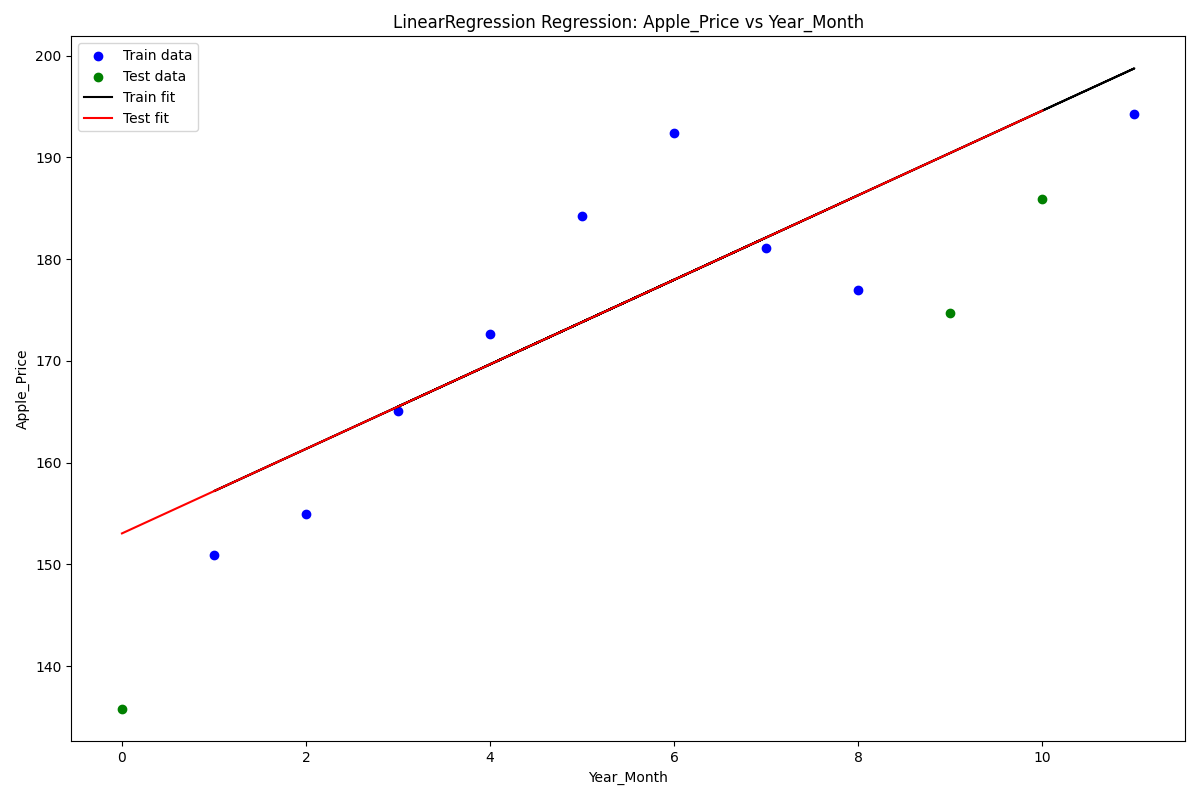 LinearRegression Regression: Apple_Price vs Year_Month
Train data
Test data
Train fit
Test fit
200
190
180
170
160
150
140
Apple_Price
0 2 4 6 8 10
Year_Month